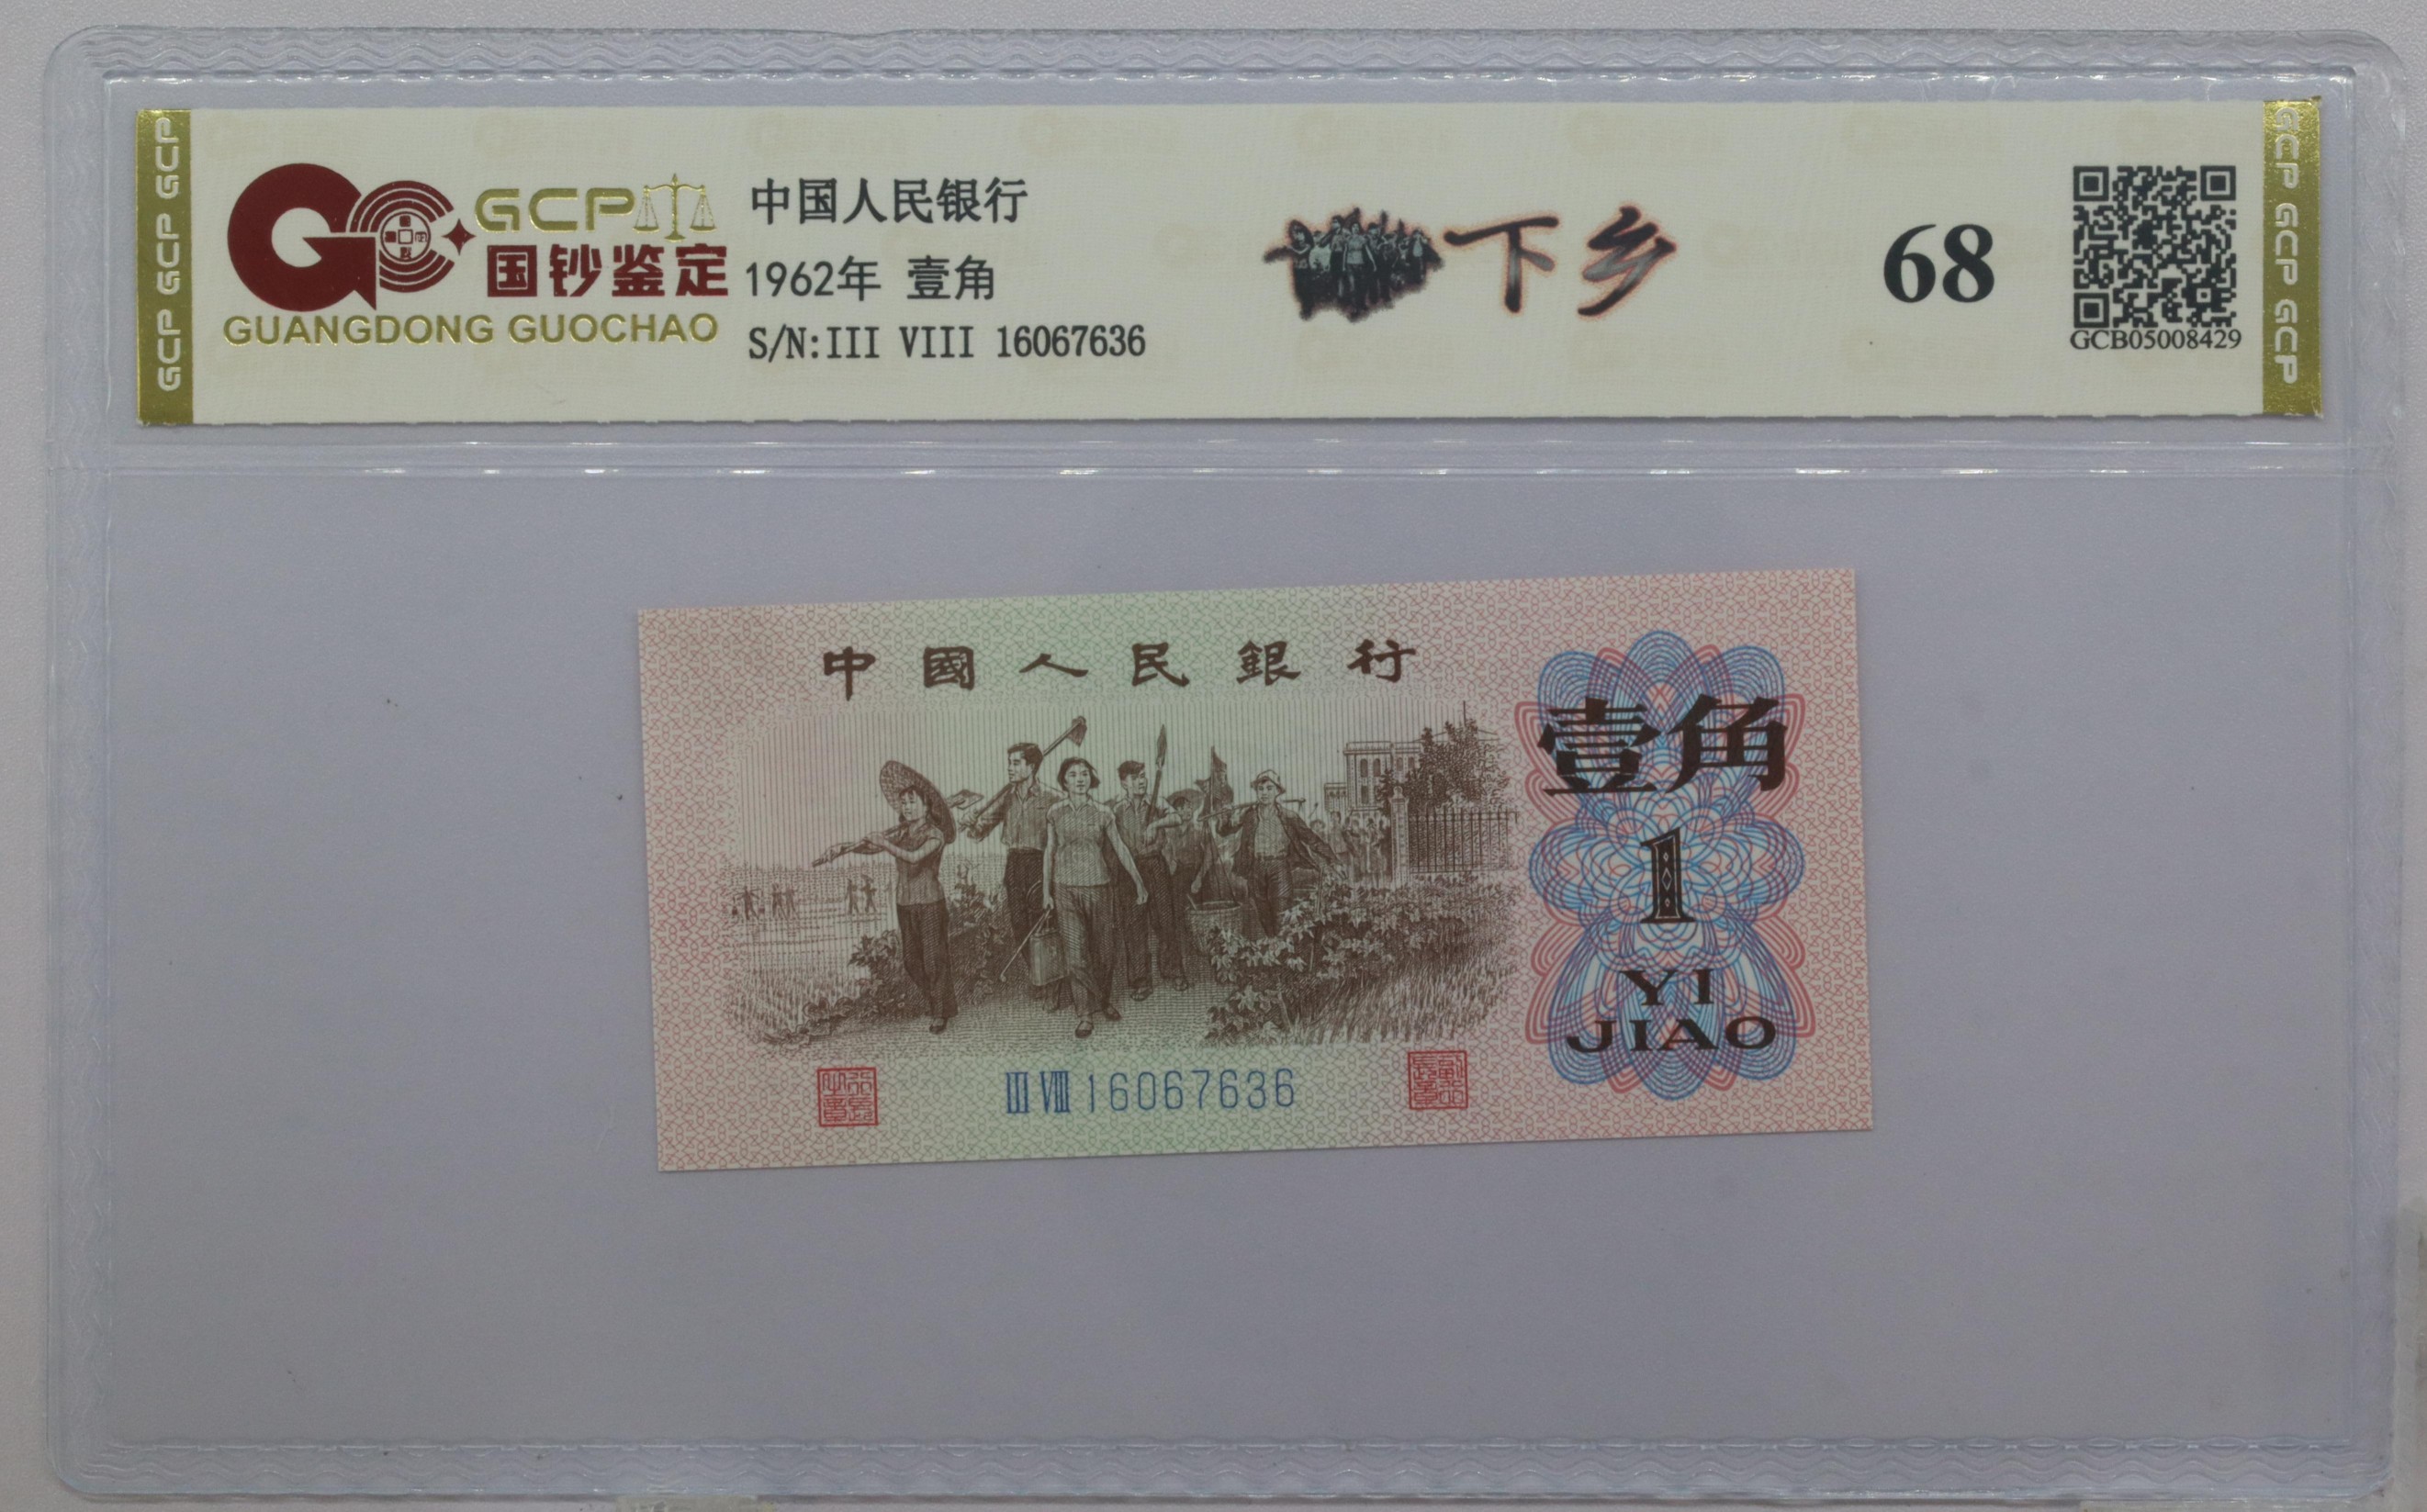 GCP GCP GCP
GCP
国钞鉴定
GUANGDONG GUOCHAO
中国人民银行
1962年 壹角
S/N:III VIII 16067636
下乡
68
GCB05008429
GCP GCP GCP
中國人民銀行
壹角
1
YI
JIAO
III VIII 16067636